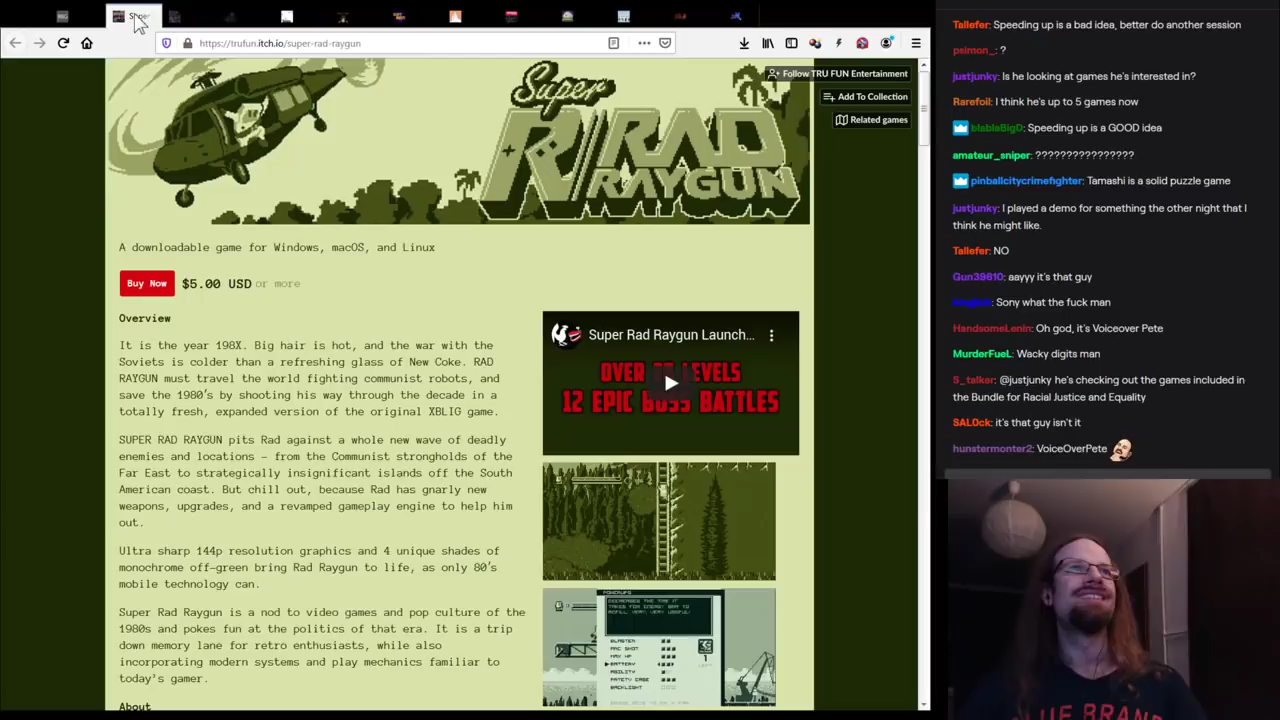 Super
https://trufun.itch.io/super-rad-raygun
Follow TRU FUN Entertainment
Add To Collection
Related games
Super
RAD
RAYGUN
A downloadable game for Windows, macOS, and Linux
Buy Now $5.00 USD or more
Overview
It is the year 198X. Big hair is hot, and the war with the
Soviets is colder than a refreshing glass of New Coke. RAD
RAYGUN must travel the world fighting communist robots, and
save the 1980's by shooting his way through the decade in a
totally fresh, expanded version of the original XBLIG game.
SUPER RAD RAYGUN pits Rad against a whole new wave of deadly
enemies and locations – from the Communist strongholds of the
Far East to strategically insignificant islands off the South
American coast. But chill out, because Rad has gnarly new
weapons, upgrades, and a revamped gameplay engine to help him
out.
Ultra sharp 144p resolution graphics and 4 unique shades of
monochrome off-green bring Rad Raygun to life, as only 80's
mobile technology can.
Super Rad Raygun is a nod to video games and pop culture of the
1980s and pokes fun at the politics of that era. It is a trip
down memory lane for retro enthusiasts, while also
incorporating modern systems and play mechanics familiar to
today's gamer.
About
Super Rad Raygun Launch...
OVER LEVELS
12 EPIC BOSS BATTLES
POWERUPS
BLASTER
MAX HP
BATTERY
ABILITY
BACKLIGHT
1
Tallefer: Speeding up is a bad idea, better do another session
psimon_: ?
justjunky: Is he looking at games he's interested in?
Rarefoil: I think he's up to 5 games now
blablaBigD: Speeding up is a GOOD idea
amateur_sniper: ????????????????
pinballcitycrimefighter: Tamashi is a solid puzzle game
justjunky: I played a demo for something the other night that I
think he might like.
Tallefer: NO
Gun39610: aayyy it's that guy
Sony what the fuck man
HandsomeLenin: Oh god, it's Voiceover Pete
MurderFueL: Wacky digits man
S_talker: @justjunky he's checking out the games included in
the Bundle for Racial Justice and Equality
SAL0ck: it's that guy isn't it
hunstermonter2: VoiceOverPete
BLUE BRAND